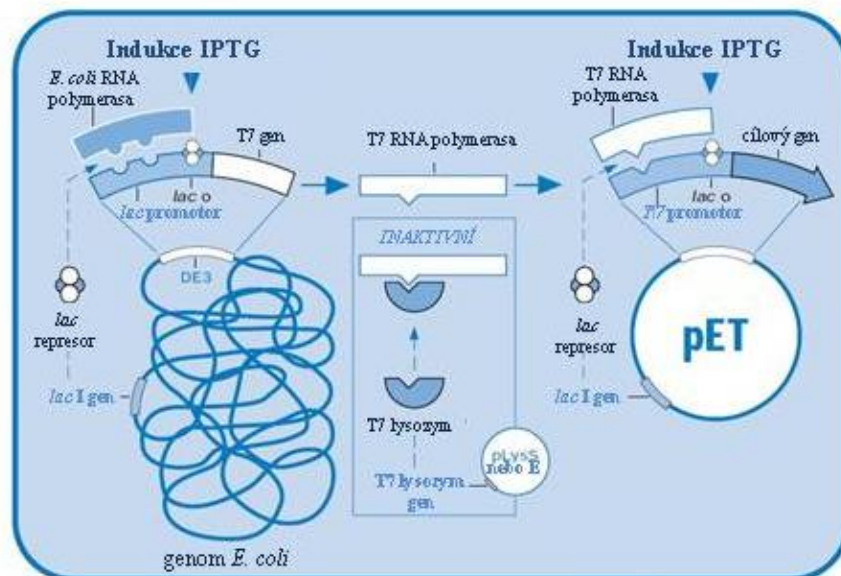 Indukce IPTG
E. coli RNA
polymerasa
T7 gen
lac o
lac promotor
DE3
lac
represor
lac I gen
genom E. coli
T7 RNA polymerasa
INAKTIVNÍ
T7 lysozym
T7 lysozym
gen
pLysS
nebo E
Indukce IPTG
T7 RNA
polymerasa
cílový gen
lac o
T7 promotor
lac
represor
lac I gen
pET